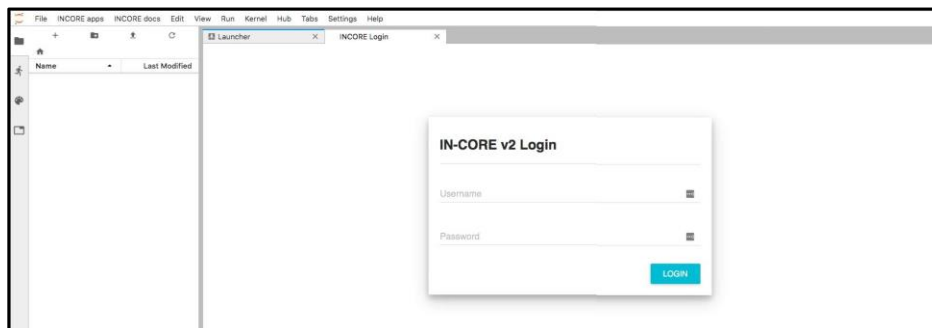 File INCORE apps INCORE docs Edit View Run Kernel Hub Tabs Settings Help
Launcher INCORE Login
Name Last Modified
IN-CORE v2 Login
Username
Password
LOGIN